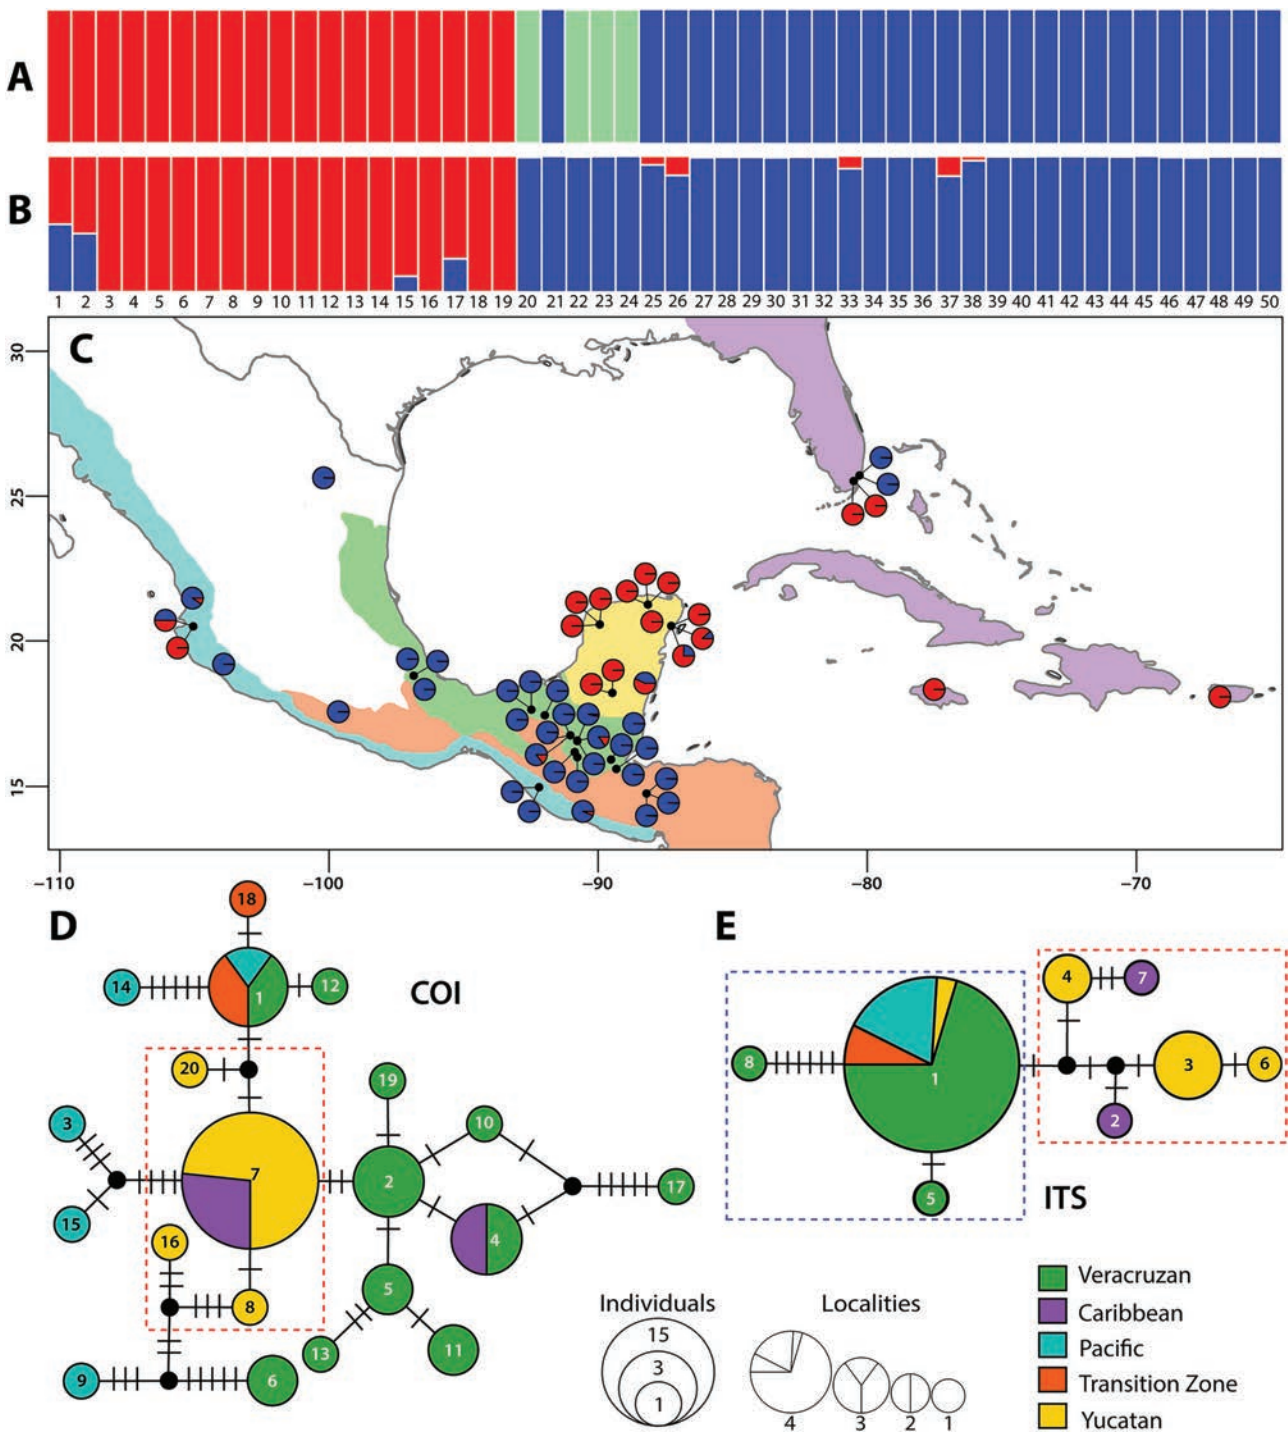 A
B
1 2 3 4 5 6 7 8 9 10 11 12 13 14 15 16 17 18 19 20 21 22 23 24 25 26 27 28 29 30 31 32 33 34 35 36 37 38 39 40 41 42 43 44 45 46 47 48 49 50
C
30
25
20
15
−110 −100 −90 −80 −70
D
COI
18
14
1
12
20
3
7
19
10
2
17
15
16
4
8
5
13
11
9
6
E
4
7
8
1
3
6
2
5
ITS
Individuals
15
3
1
Localities
4 3 2 1
Veracruzan
Caribbean
Pacific
Transition Zone
Yucatan